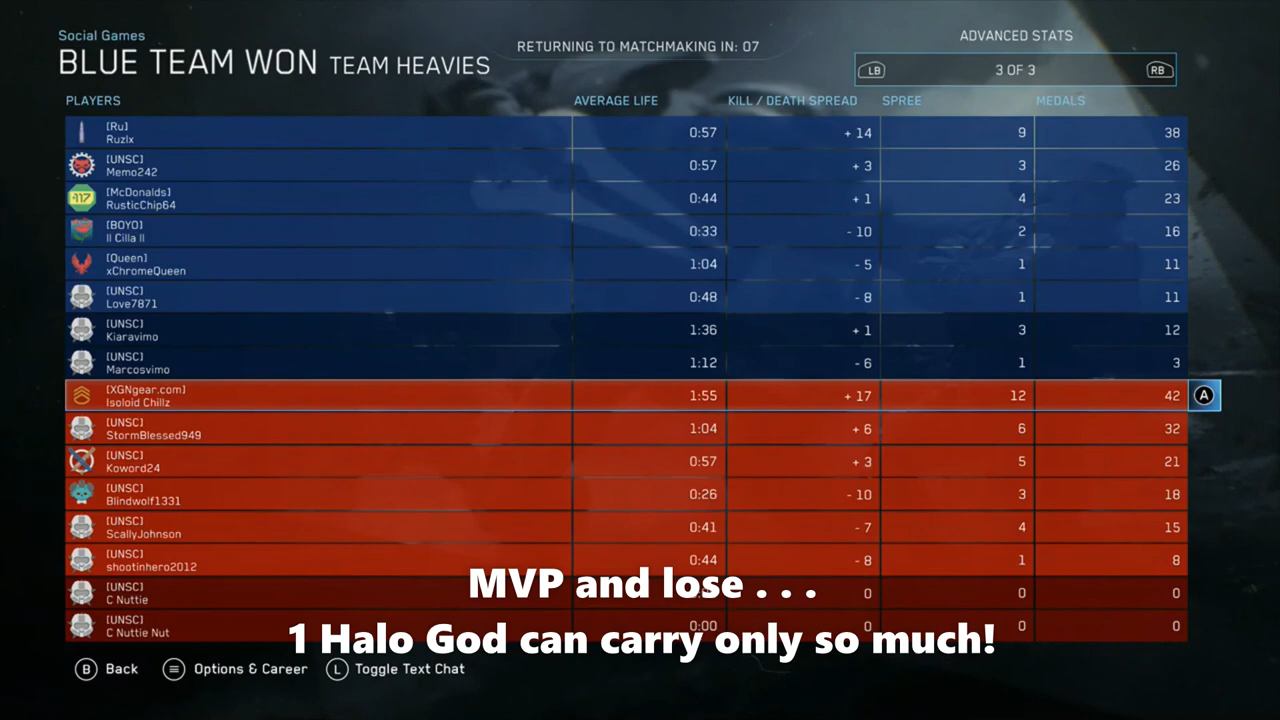 Social Games
BLUE TEAM WON TEAM HEAVIES
RETURNING TO MATCHMAKING IN: 07
ADVANCED STATS
LB 3 OF 3 RB
PLAYERS AVERAGE LIFE KILL / DEATH SPREAD SPREE MEDALS
[Ru]
Ruzlx 0:57 + 14 9 38
[UNSC]
Memo242 0:57 + 3 3 26
117
[McDonalds]
RusticChip64 0:44 + 1 4 23
[BOYO]
II Cilla II 0:33 - 10 2 16
[Queen]
xChromeQueen 1:04 - 5 1 11
[UNSC]
Love7871 0:48 - 8 1 11
[UNSC]
Kiaravimo 1:36 + 1 3 12
[UNSC]
Marcosvimo 1:12 - 6 1 3
[XGNgear.com]
Isoloid Chillz 1:55 + 17 12 42 A
[UNSC]
StormBlessed949 1:04 + 6 6 32
[UNSC]
Koword24 0:57 + 3 5 21
[UNSC]
Blindwolf1331 0:26 - 10 3 18
[UNSC]
ScallyJohnson 0:41 - 7 4 15
[UNSC]
shootinhero2012 0:44 - 8 1 8
[UNSC]
C Nuttie 0 0 0
[UNSC]
C Nuttie Nut 0:00 0 0 0
MVP and lose . . .
1 Halo God can carry only so much!
B Back Options & Career L Toggle Text Chat